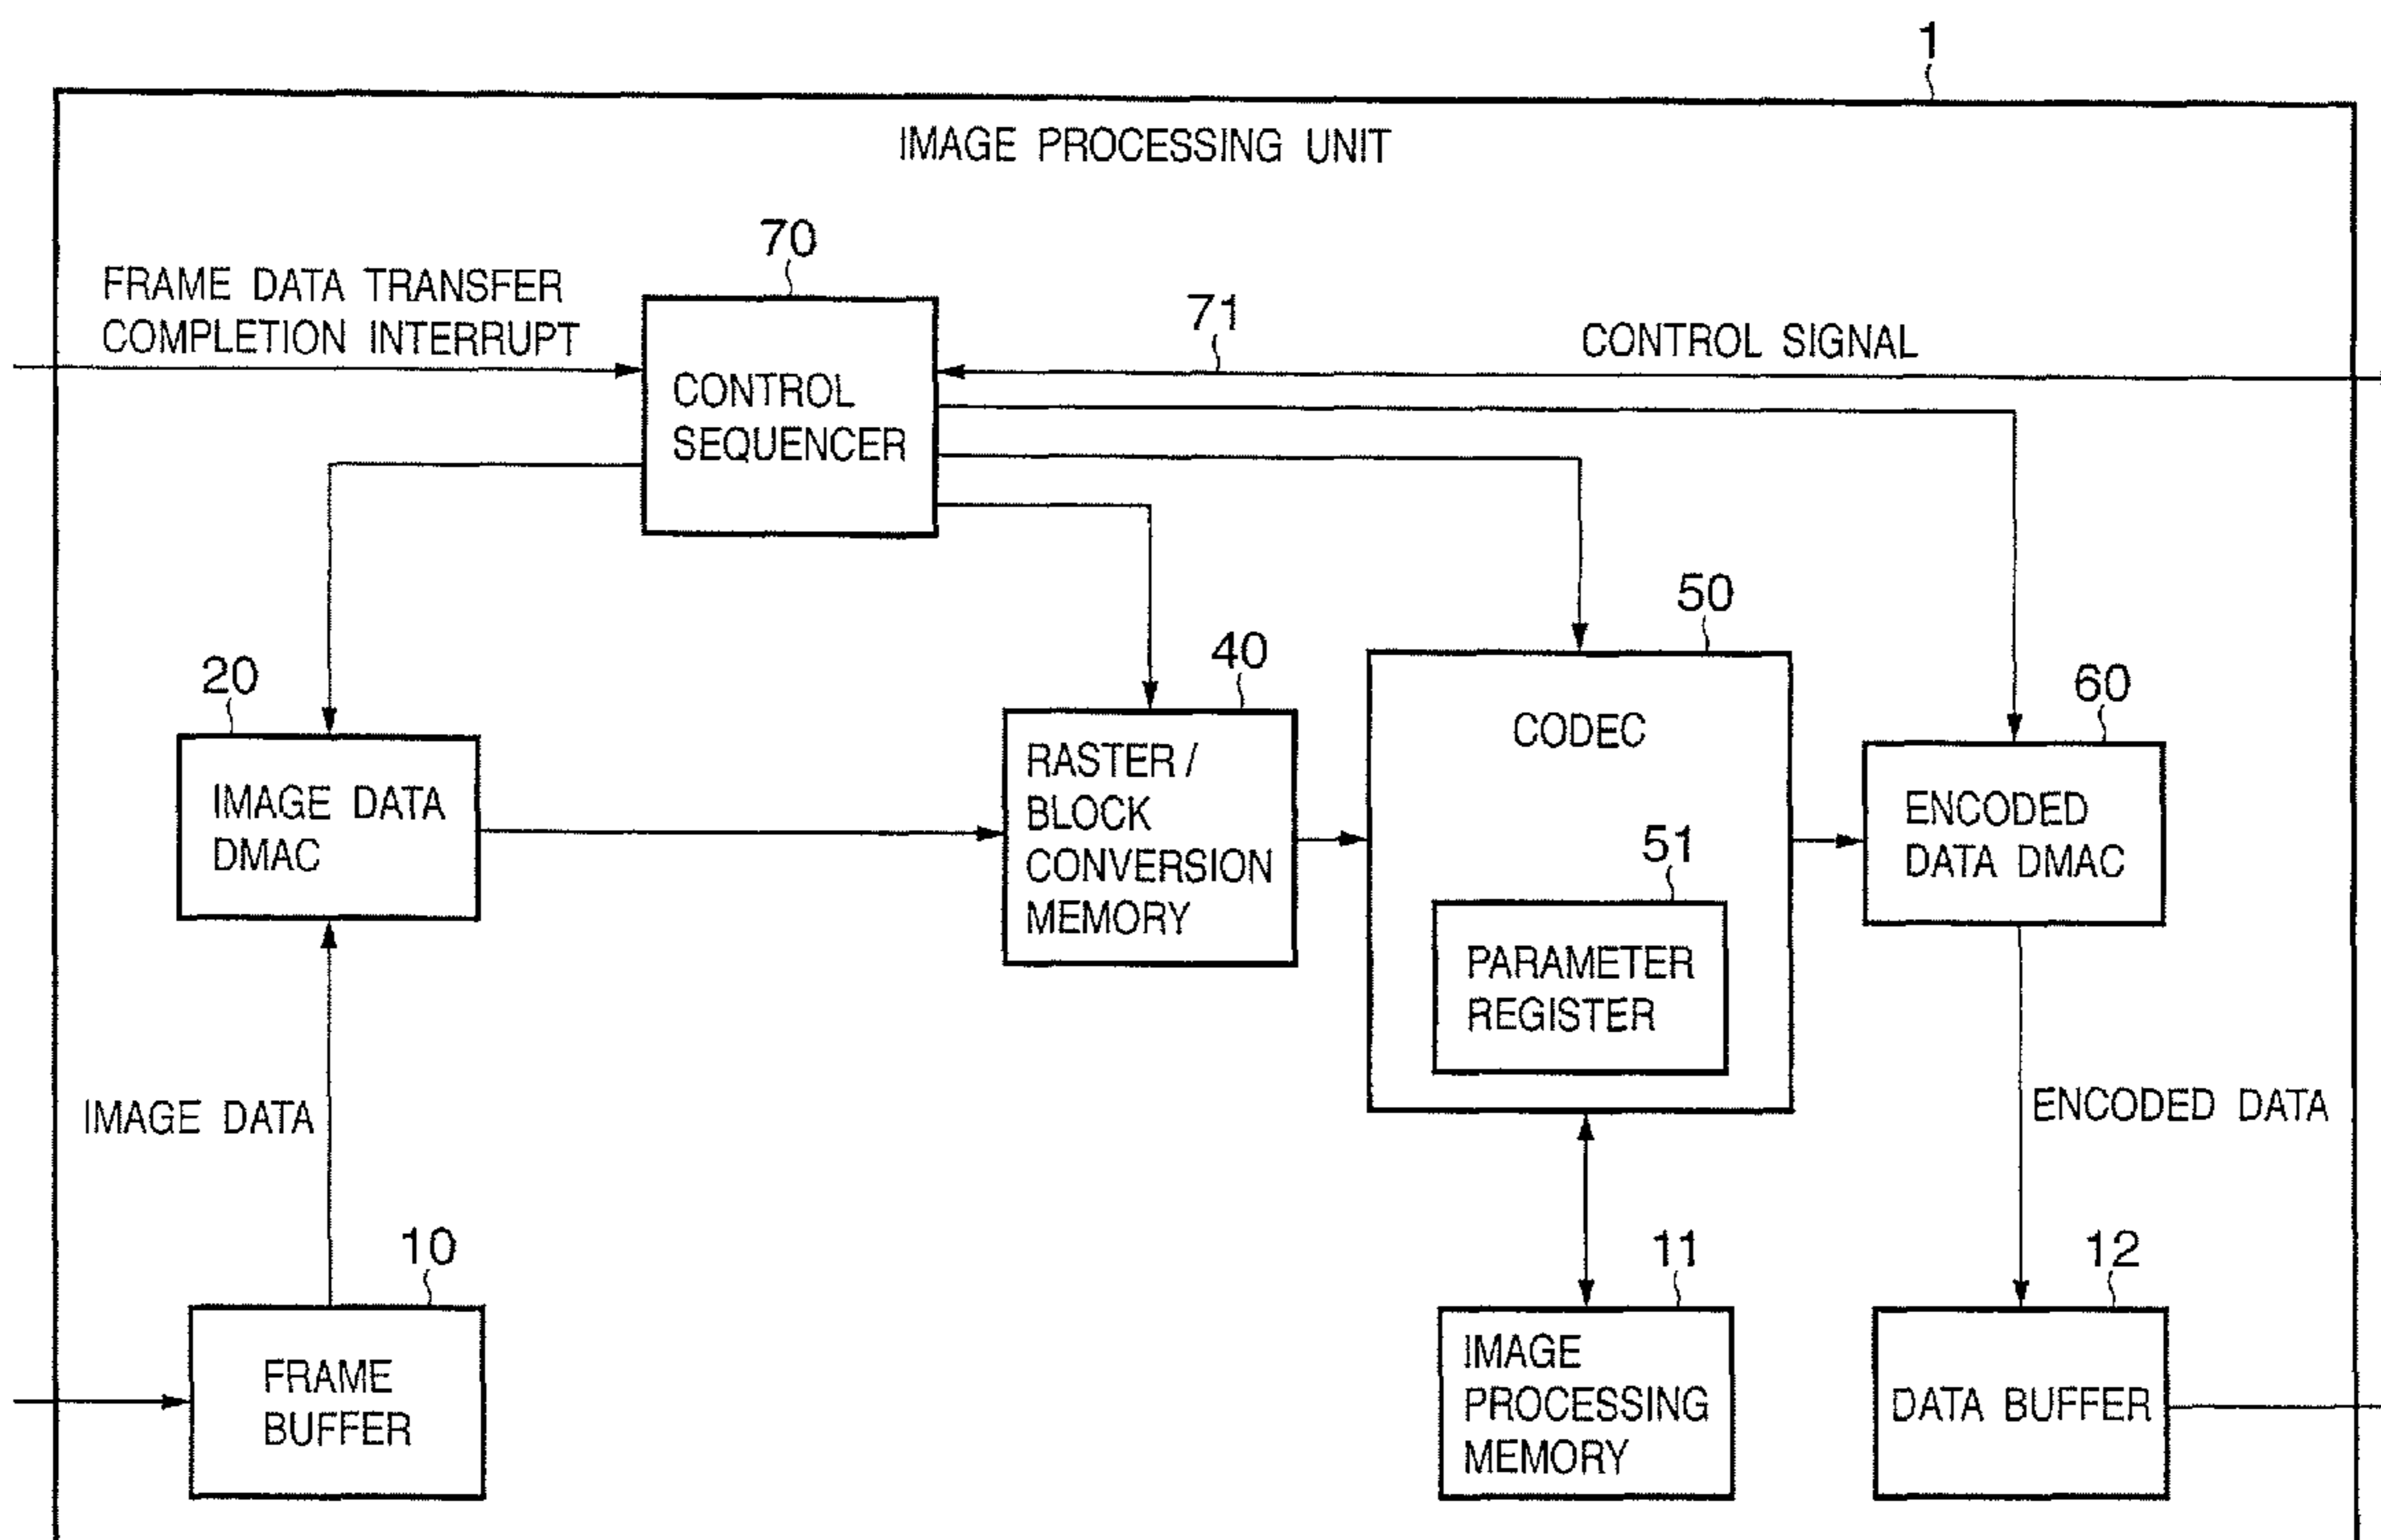 1
IMAGE PROCESSING UNIT
70
FRAME DATA TRANSFER
COMPLETION INTERRUPT
71
CONTROL SIGNAL
CONTROL
SEQUENCER
50
40
20
60
CODEC
RASTER /
BLOCK
CONVERSION
MEMORY
IMAGE DATA
DMAC
ENCODED
DATA DMAC
51
PARAMETER
REGISTER
IMAGE DATA
ENCODED DATA
10
11
12
FRAME
BUFFER
IMAGE
PROCESSING
MEMORY
DATA BUFFER